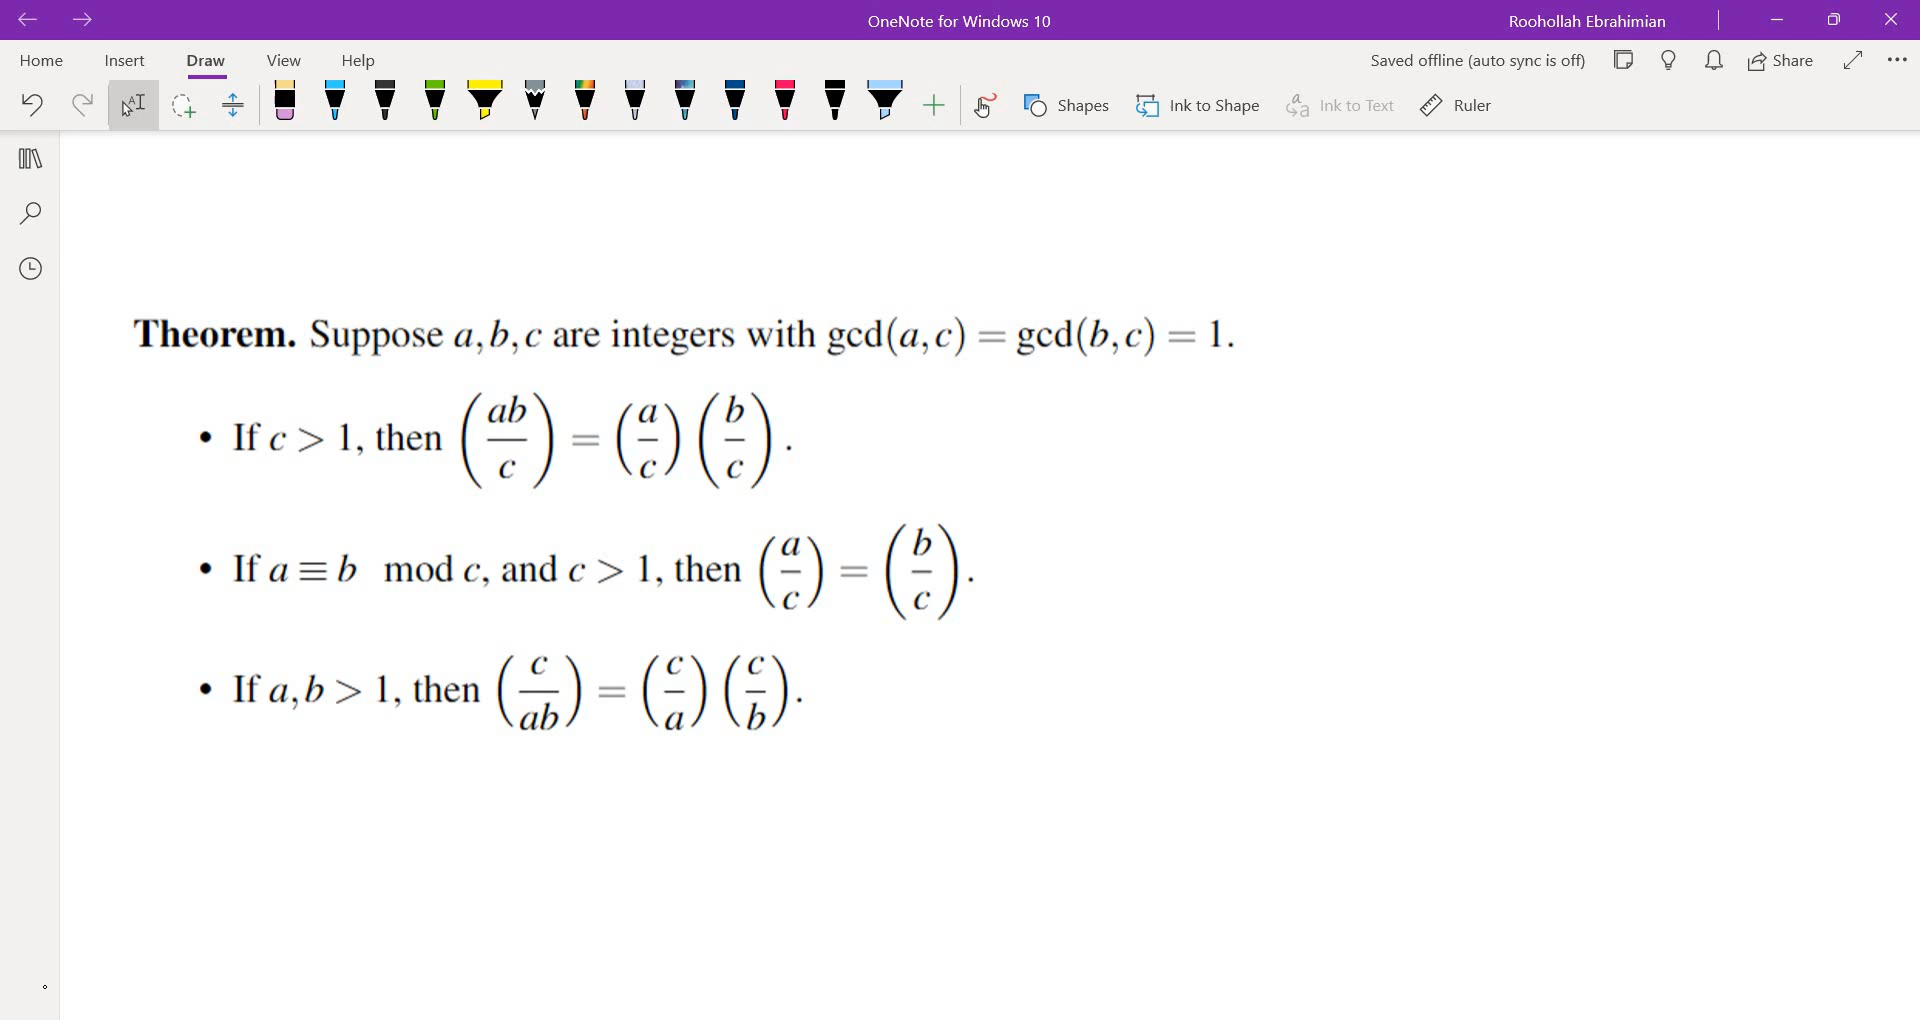 OneNote for Windows 10
Roohollah Ebrahimian
Home Insert Draw View Help
Saved offline (auto sync is off) Share
Shapes Ink to Shape Ink to Text Ruler
Theorem. Suppose a, b, c are integers with gcd(a, c) = gcd(b, c) = 1.
• If c > 1, then (ab/c) = (a/c)(b/c).
• If a ≡ b mod c, and c > 1, then (a/c) = (b/c).
• If a, b > 1, then (c/ab) = (c/a)(c/b).